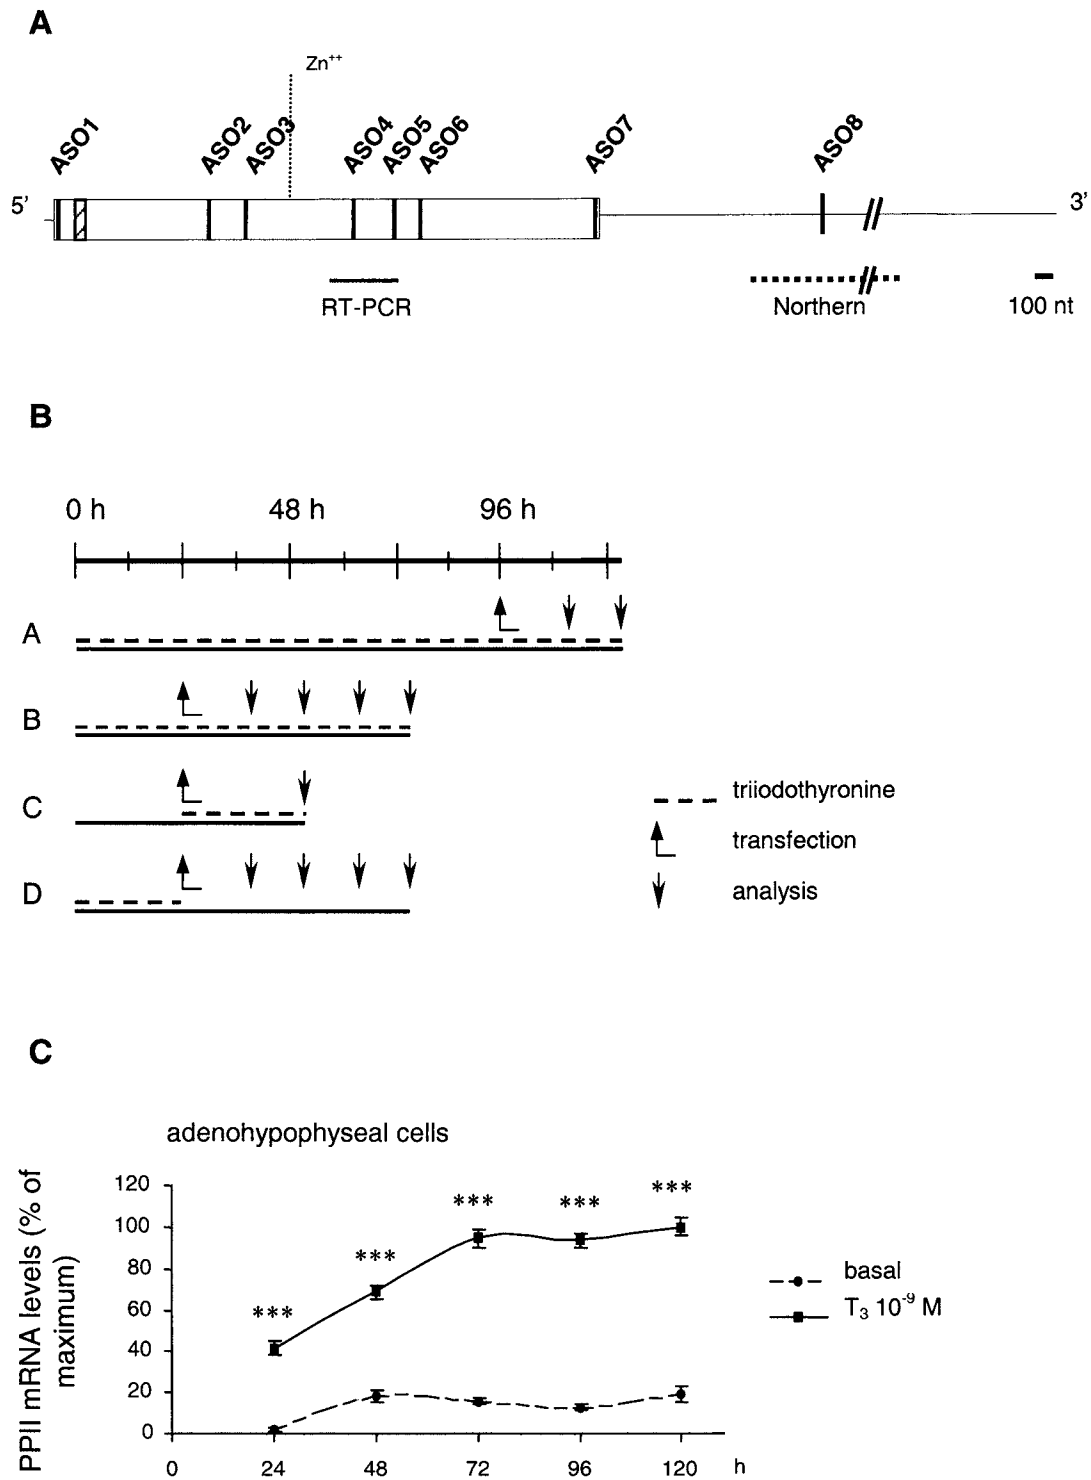 A
Zn++
ASO1 ASO2 ASO3 ASO4 ASO5 ASO6 ASO7 ASO8
5' 3'
RT-PCR Northern 100 nt
B
0 h 48 h 96 h
A
B
C
D
triiodothyronine
transfection
analysis
C
adenohypophyseal cells
PPII mRNA levels (% of
maximum)
120
100
80
60
40
20
0
*** *** *** *** ***
0 24 48 72 96 120 h
basal
T3 10-9 M